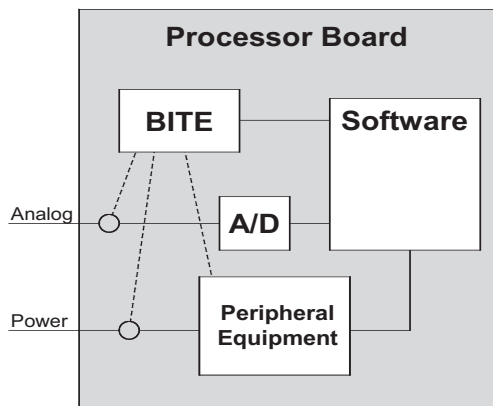 Processor Board
BITE
Software
Analog
A/D
Power
Peripheral
Equipment